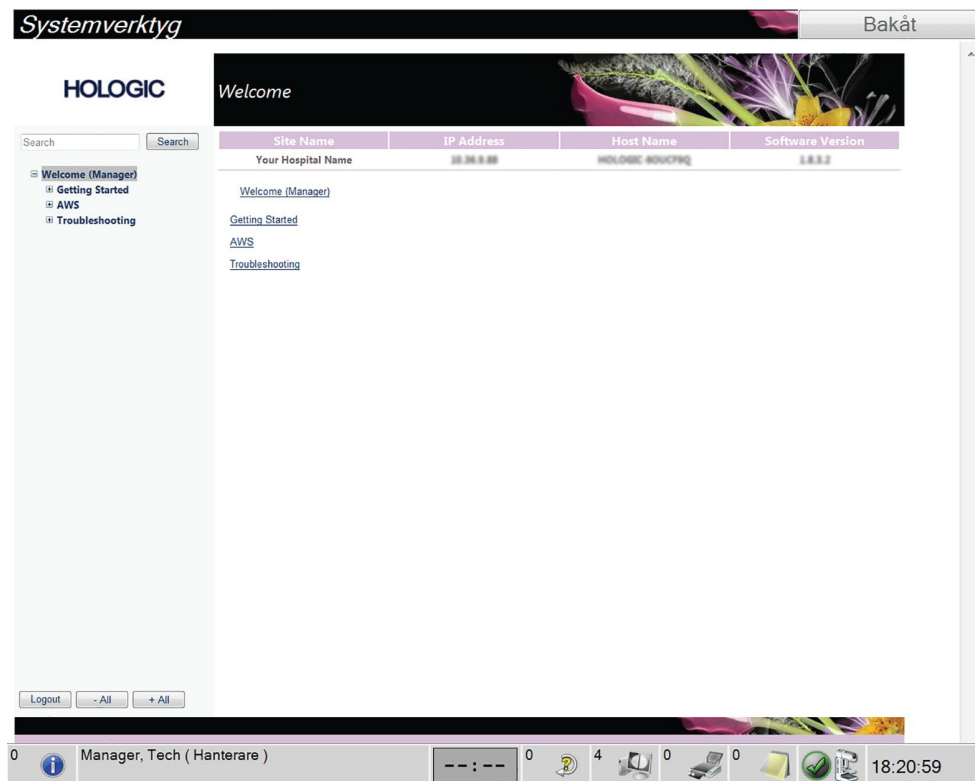 Systemverktyg
Bakåt
HOLOGIC
Welcome
Search Search
Welcome (Manager)
Getting Started
AWS
Troubleshooting
Site Name IP Address Host Name Software Version
Your Hospital Name
Welcome (Manager)
Getting Started
AWS
Troubleshooting
Logout - All + All
0 Manager, Tech ( Hanterare ) --:-- 0 4 0 0 18:20:59